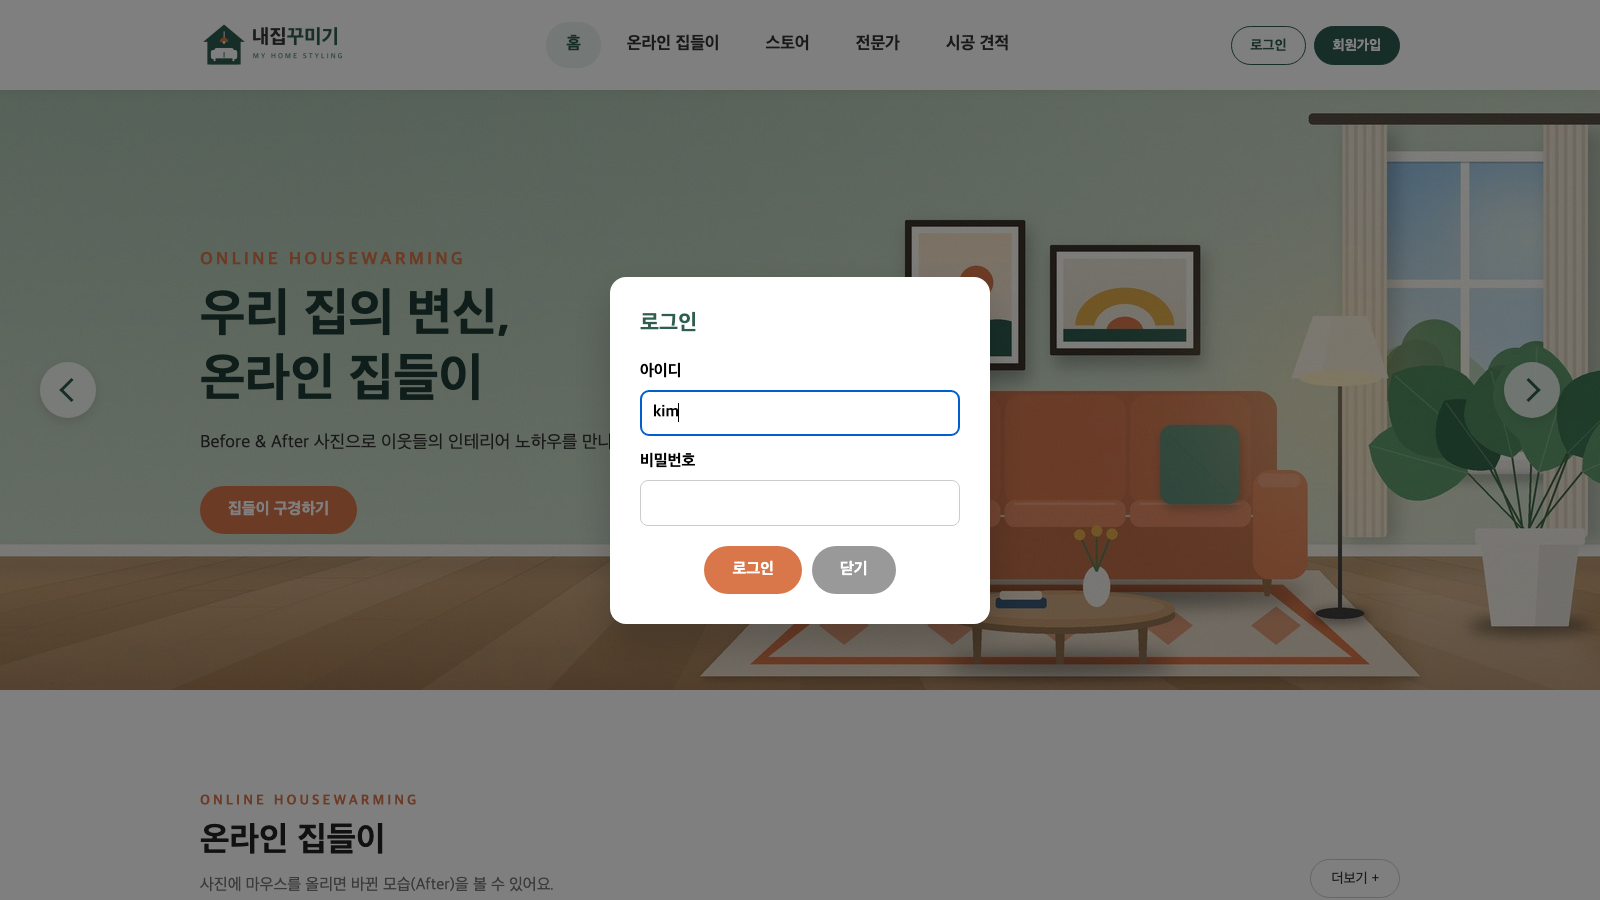 내집꾸미기
MY HOME STYLING
홈
온라인 집들이
스토어
전문가
시공 견적
로그인
회원가입
ONLINE HOUSEWARMING
우리 집의 변신,
온라인 집들이
Before & After 사진으로 이웃들의 인테리어 노하우를 만나
집들이 구경하기
로그인
아이디
kim
비밀번호
로그인
닫기
ONLINE HOUSEWARMING
온라인 집들이
사진에 마우스를 올리면 바뀐 모습(After)을 볼 수 있어요.
더보기 +